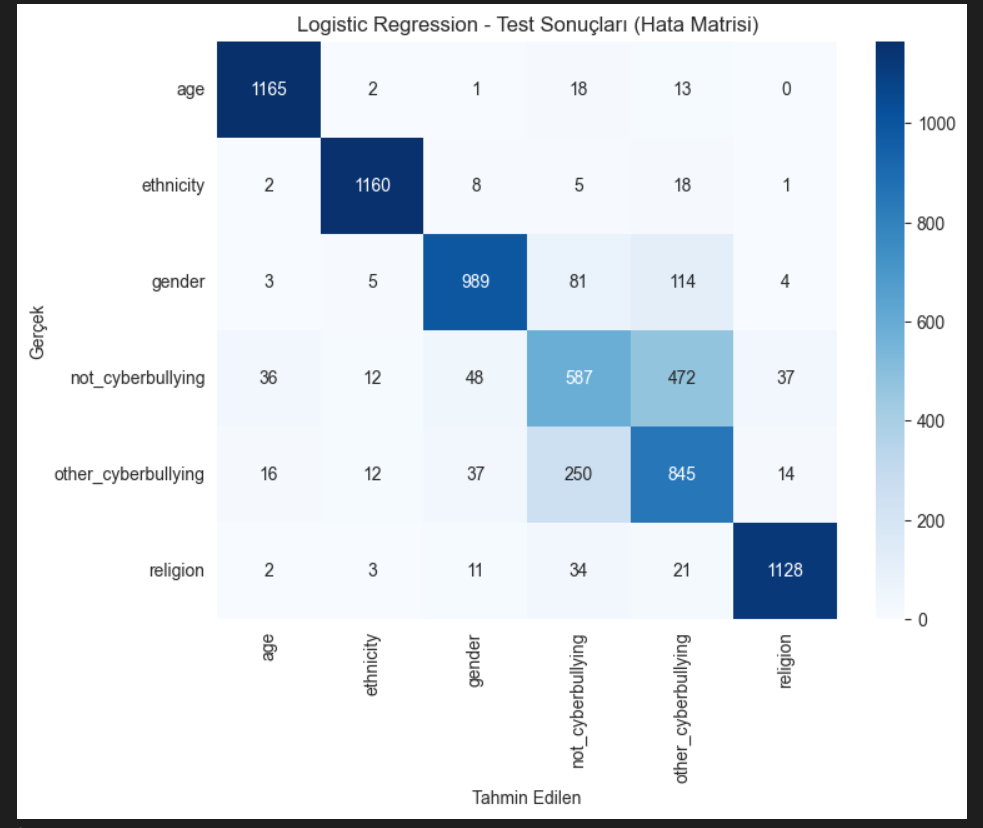 Logistic Regression - Test Sonuçları (Hata Matrisi)
age 1165 2 1 18 13 0
ethnicity 2 1160 8 5 18 1
gender 3 5 989 81 114 4
not_cyberbullying 36 12 48 587 472 37
other_cyberbullying 16 12 37 250 845 14
religion 2 3 11 34 21 1128
Gerçek
age ethnicity gender not_cyberbullying other_cyberbullying religion
Tahmin Edilen
1000
800
600
400
200
0